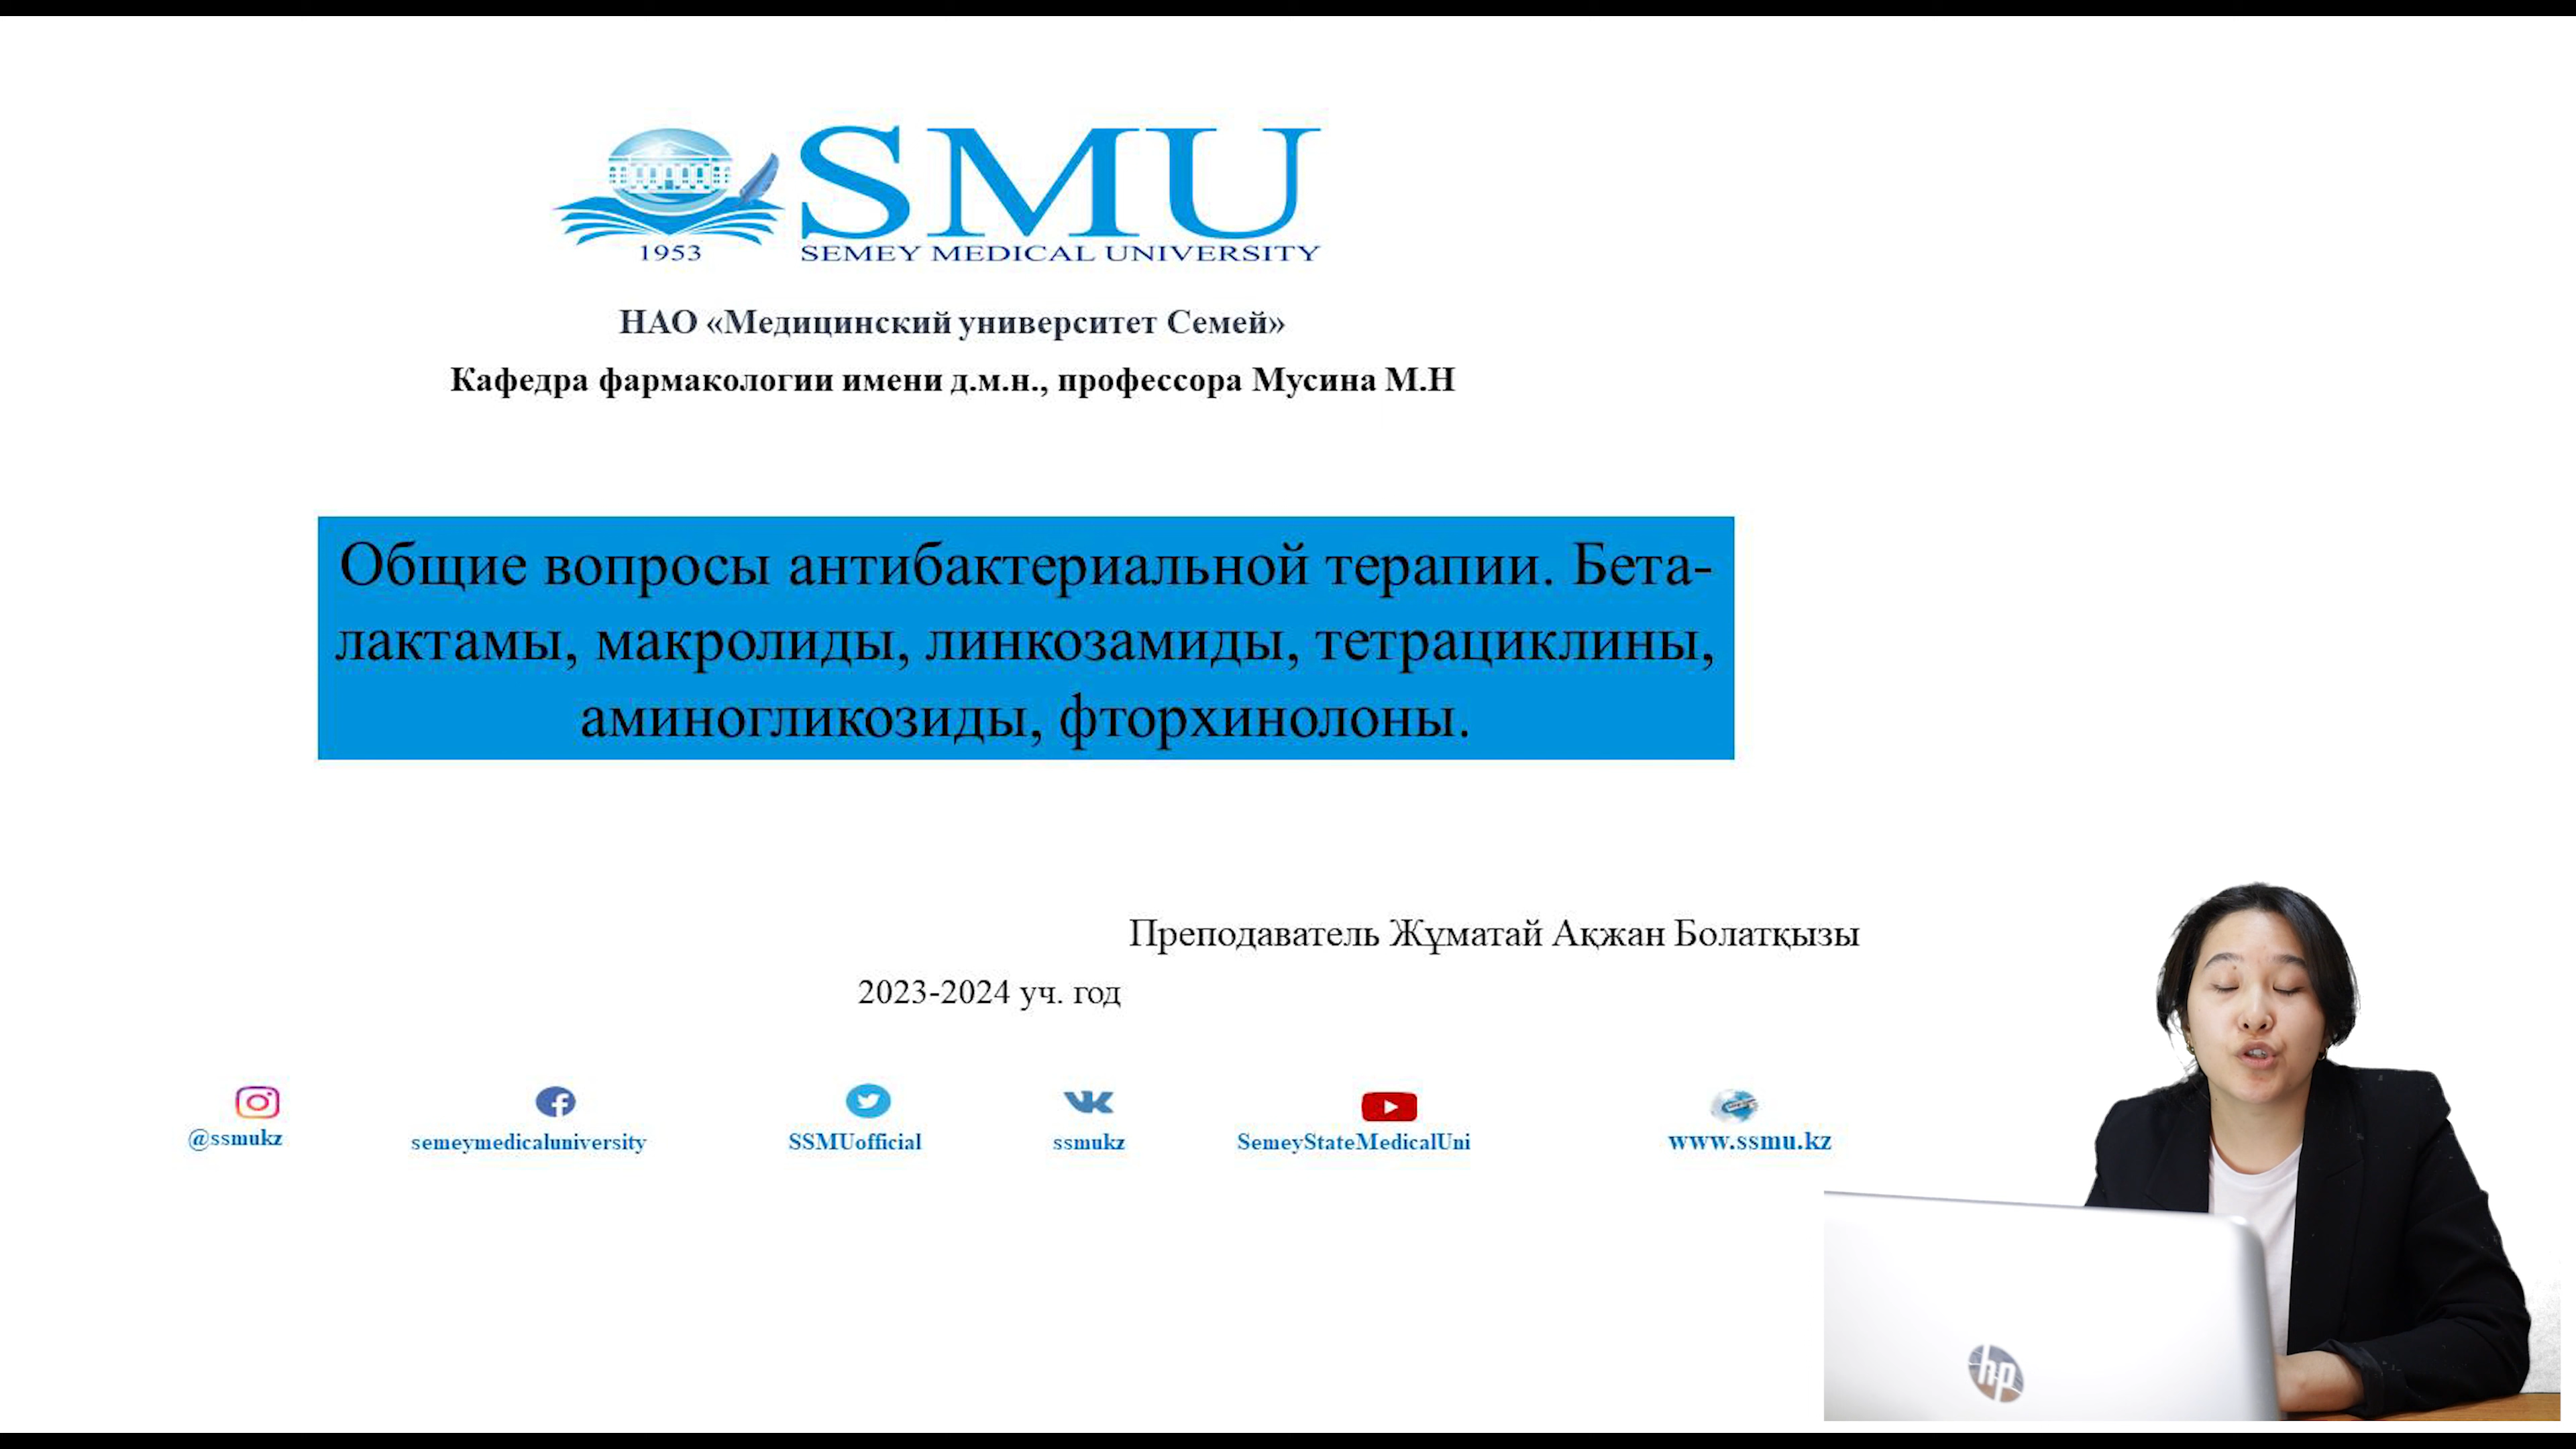 SMU
1953
SEMEY MEDICAL UNIVERSITY
НАО «Медицинский университет Семей»
Кафедра фармакологии имени д.м.н., профессора Мусина М.Н
Общие вопросы антибактериальной терапии. Бета-
лактамы, макролиды, линкозамиды, тетрациклины,
аминогликозиды, фторхинолоны.
Преподаватель Жұматай Ақжан Болатқызы
2023-2024 уч. год
@ssmukz
semeymedicaluniversity
SSMUofficial
ssmukz
SemeyStateMedicalUni
www.ssmu.kz
hp